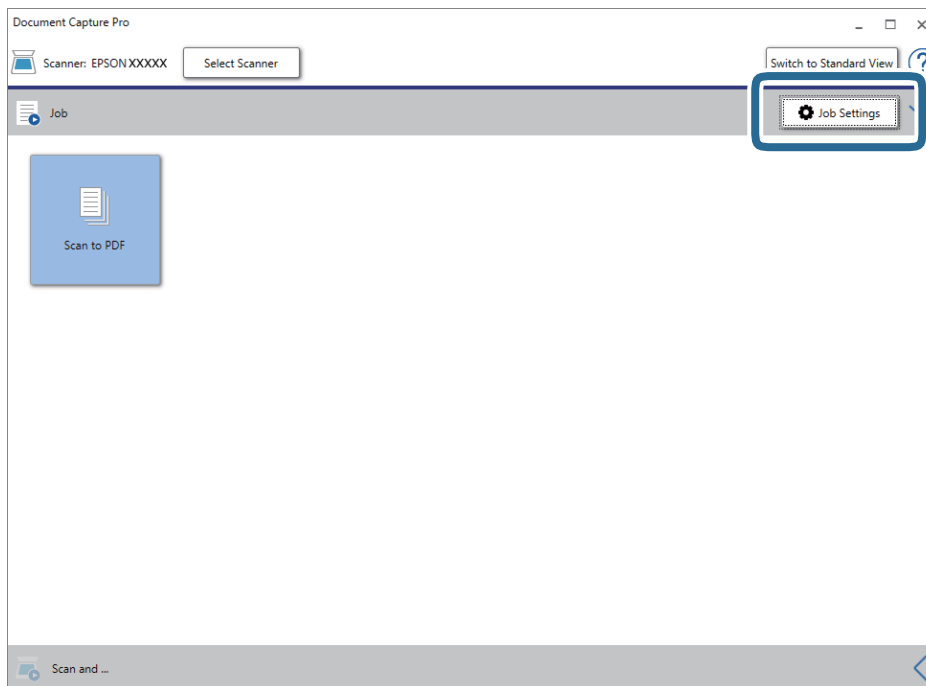 Document Capture Pro
Scanner: EPSON XXXXX Select Scanner Switch to Standard View ?
Job Job Settings
Scan to PDF
Scan and ...